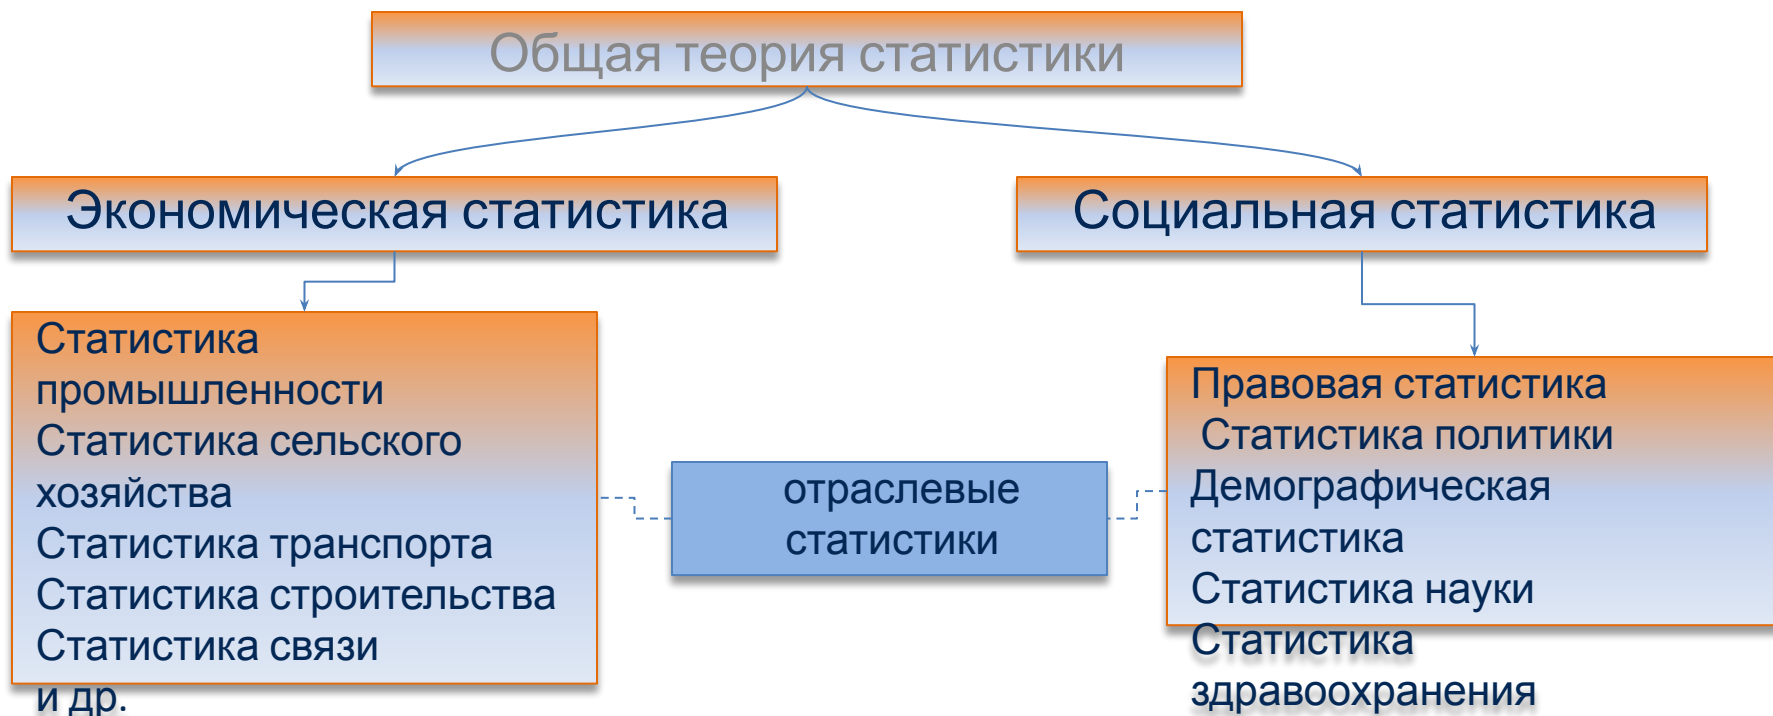 Общая теория статистики
Экономическая статистика
Социальная статистика
Статистика
промышленности
Статистика сельского
хозяйства
Статистика транспорта
Статистика строительства
Статистика связи
и др.
отраслевые
статистики
Правовая статистика
Статистика политики
Демографическая
статистика
Статистика науки
Статистика
здравоохранения